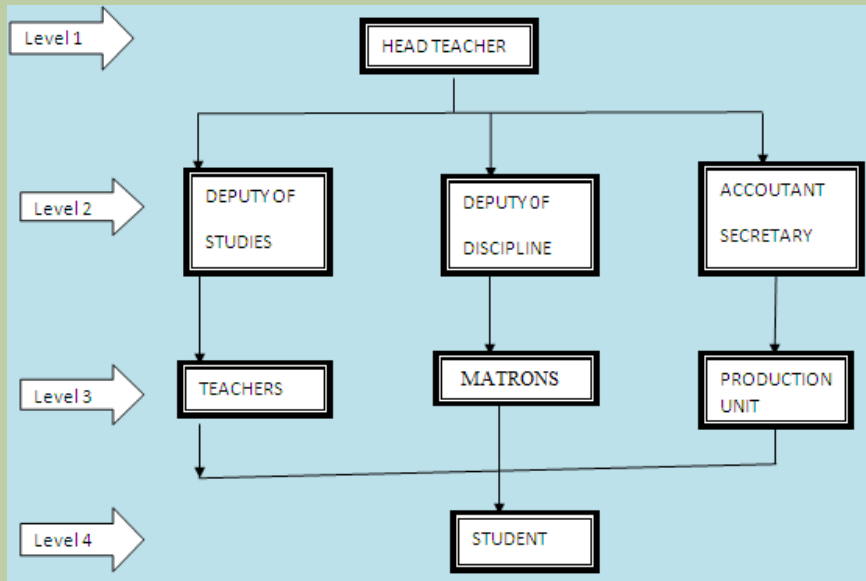 Level 1
HEAD TEACHER
Level 2
DEPUTY OF
STUDIES
DEPUTY 0F
DISCIPLINE
ACCOUTANT
SECRETARY
Level 3
TEACHERS
MATRONS
PRODUCTION
UNIT
Level 4
STUDENT